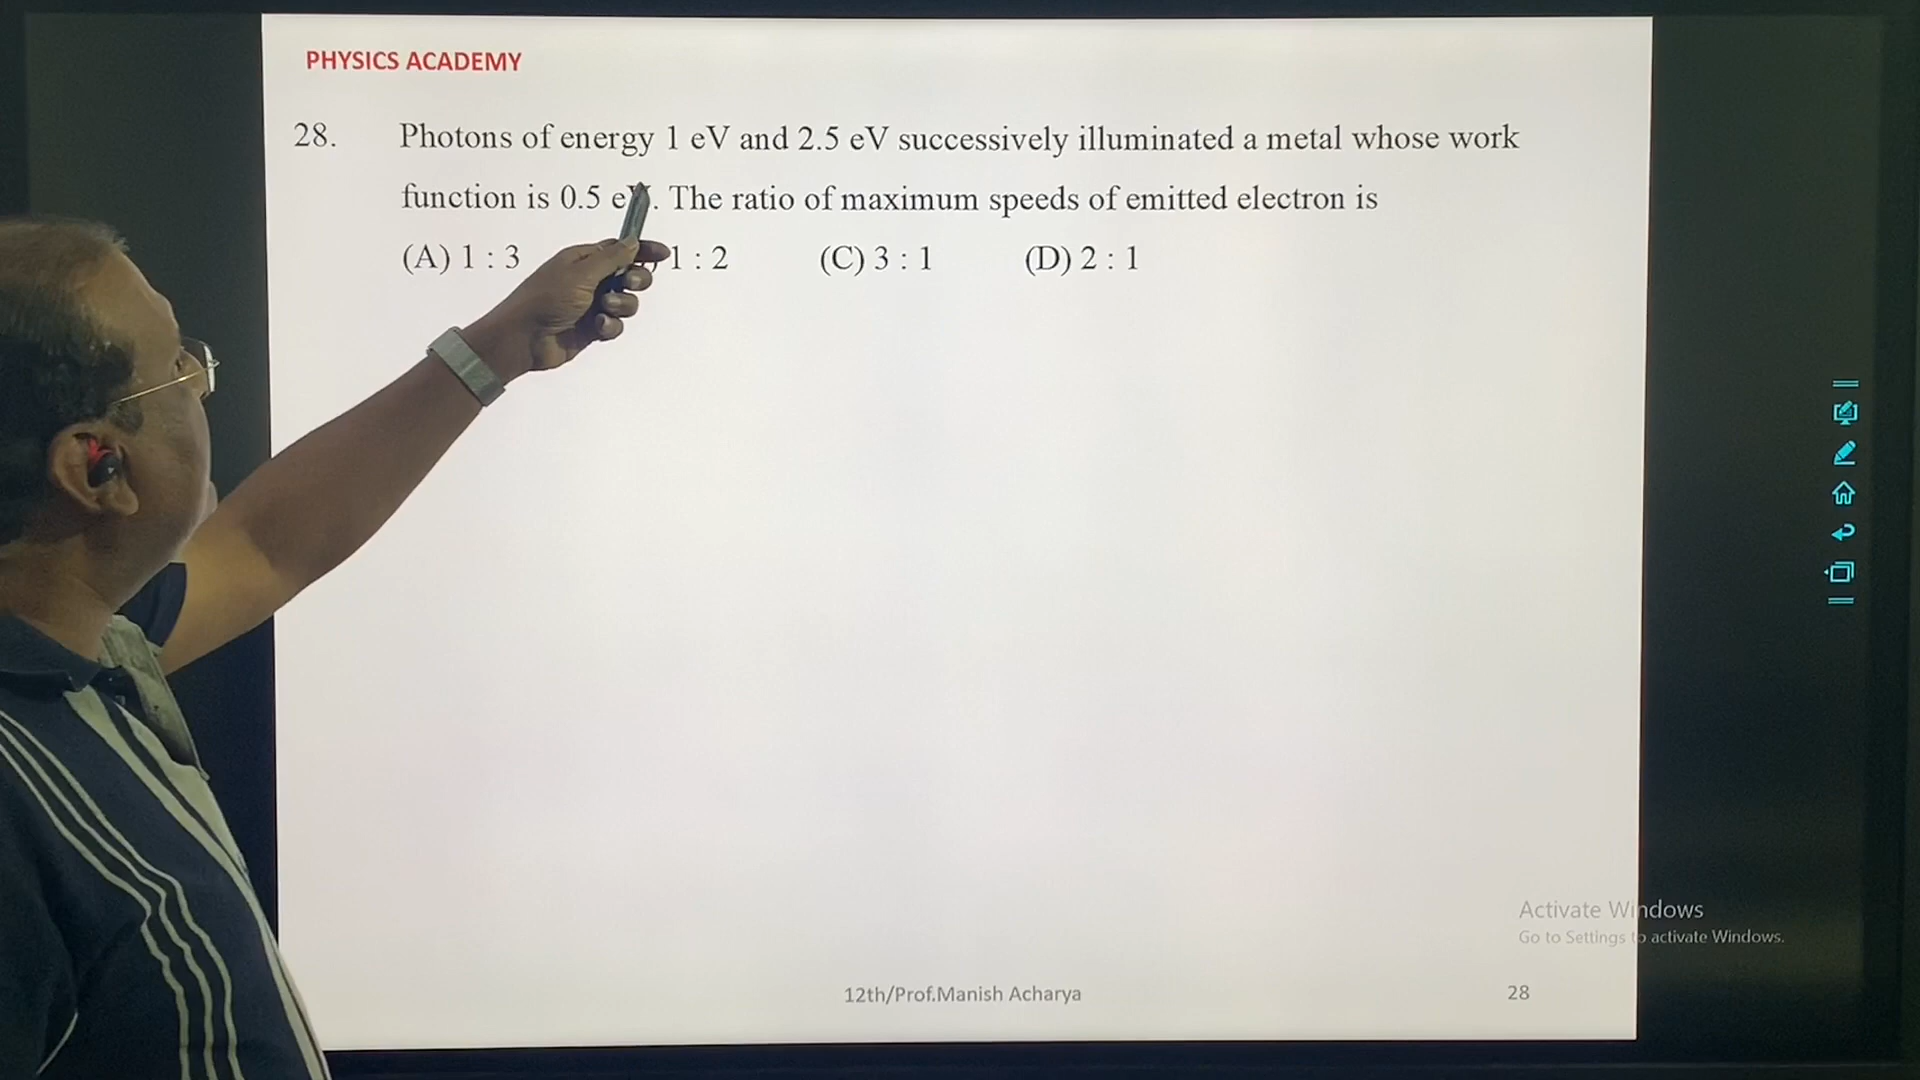 PHYSICS ACADEMY
28. Photons of energy 1 eV and 2.5 eV successively illuminated a metal whose work
function is 0.5 eV. The ratio of maximum speeds of emitted electron is
(A) 1 : 3 1 : 2 (C) 3 : 1 (D) 2 : 1
Activate Windows
Go to Settings to activate Windows.
12th/Prof.Manish Acharya 28